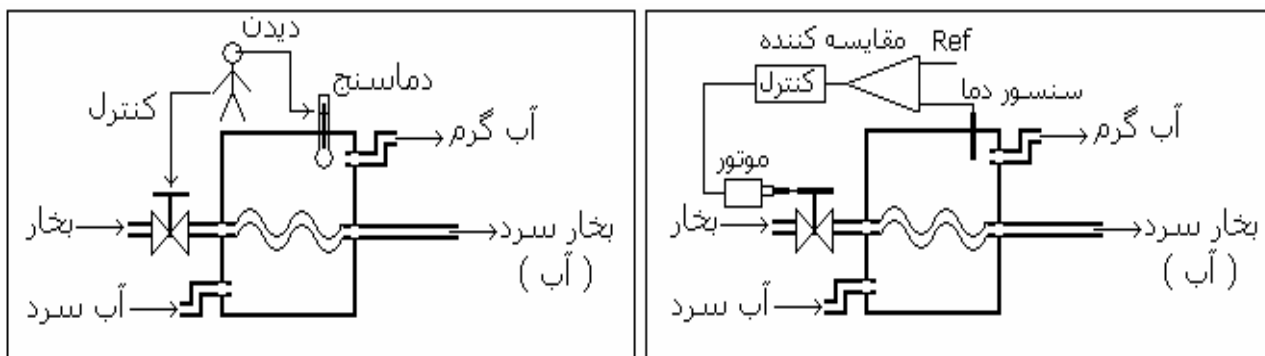 دیدن
دماسنج
کنترل
آب گرم
بخار
بخار سرد
( آب )
آب سرد
Ref
مقایسه کننده
کنترل
سنسور دما
آب گرم
موتور
بخار
بخار سرد
( آب )
آب سرد